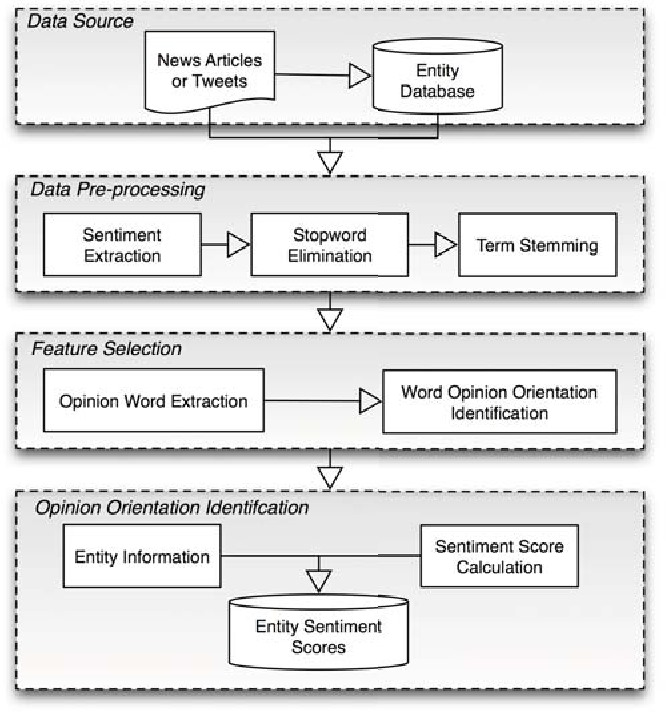 Data Source
News Articles
or Tweets
Entity
Database
Data Pre-processing
Sentiment
Extraction
Stopword
Elimination
Term Stemming
Feature Selection
Opinion Word Extraction
Word Opinion Orientation
Identification
Opinion Orientation Identifcation
Entity Information
Sentiment Score
Calculation
Entity Sentiment
Scores